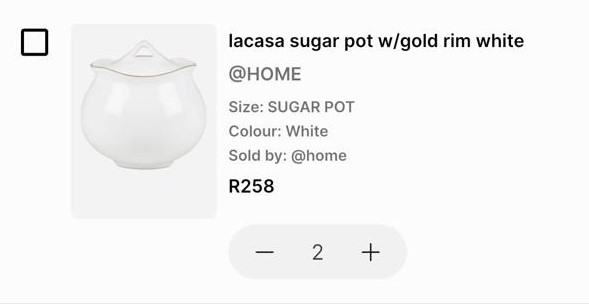 lacasa sugar pot w/gold rim white
@HOME
Size: SUGAR POT
Colour: White
Sold by: @home
R258
— 2 +